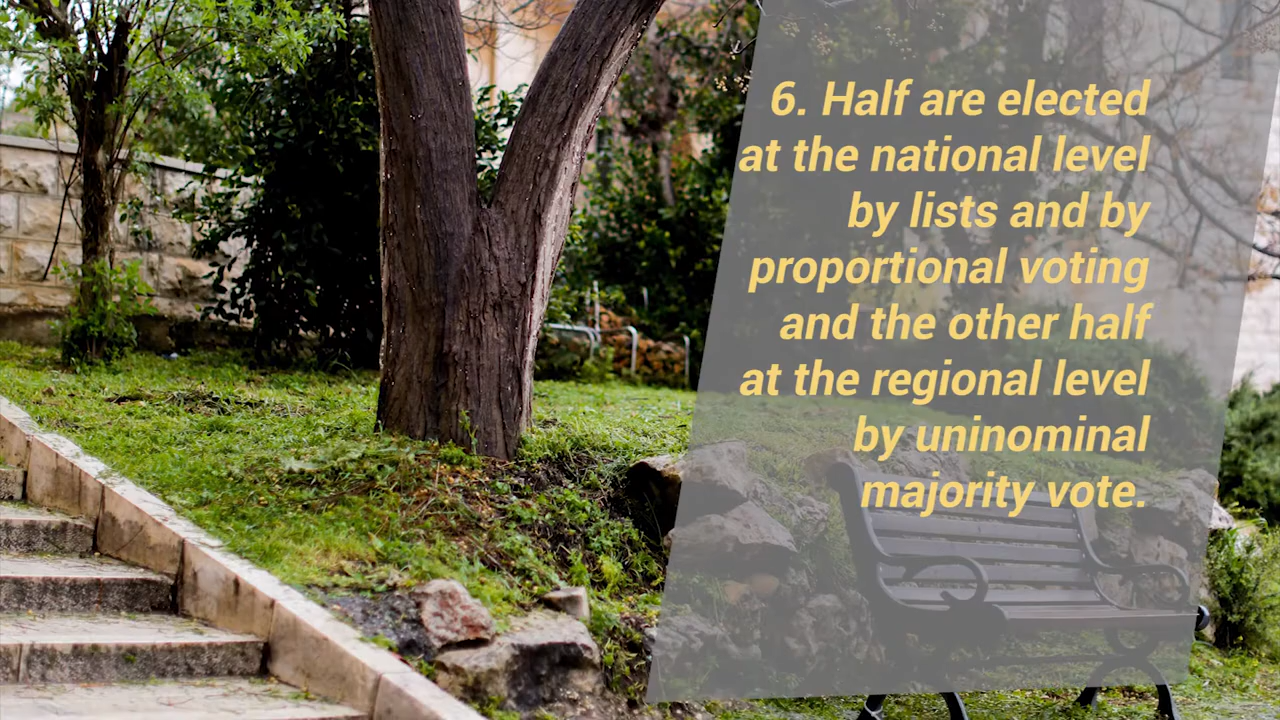 6. Half are elected
at the national level
by lists and by
proportional voting
and the other half
at the regional level
by uninominal
majority vote.